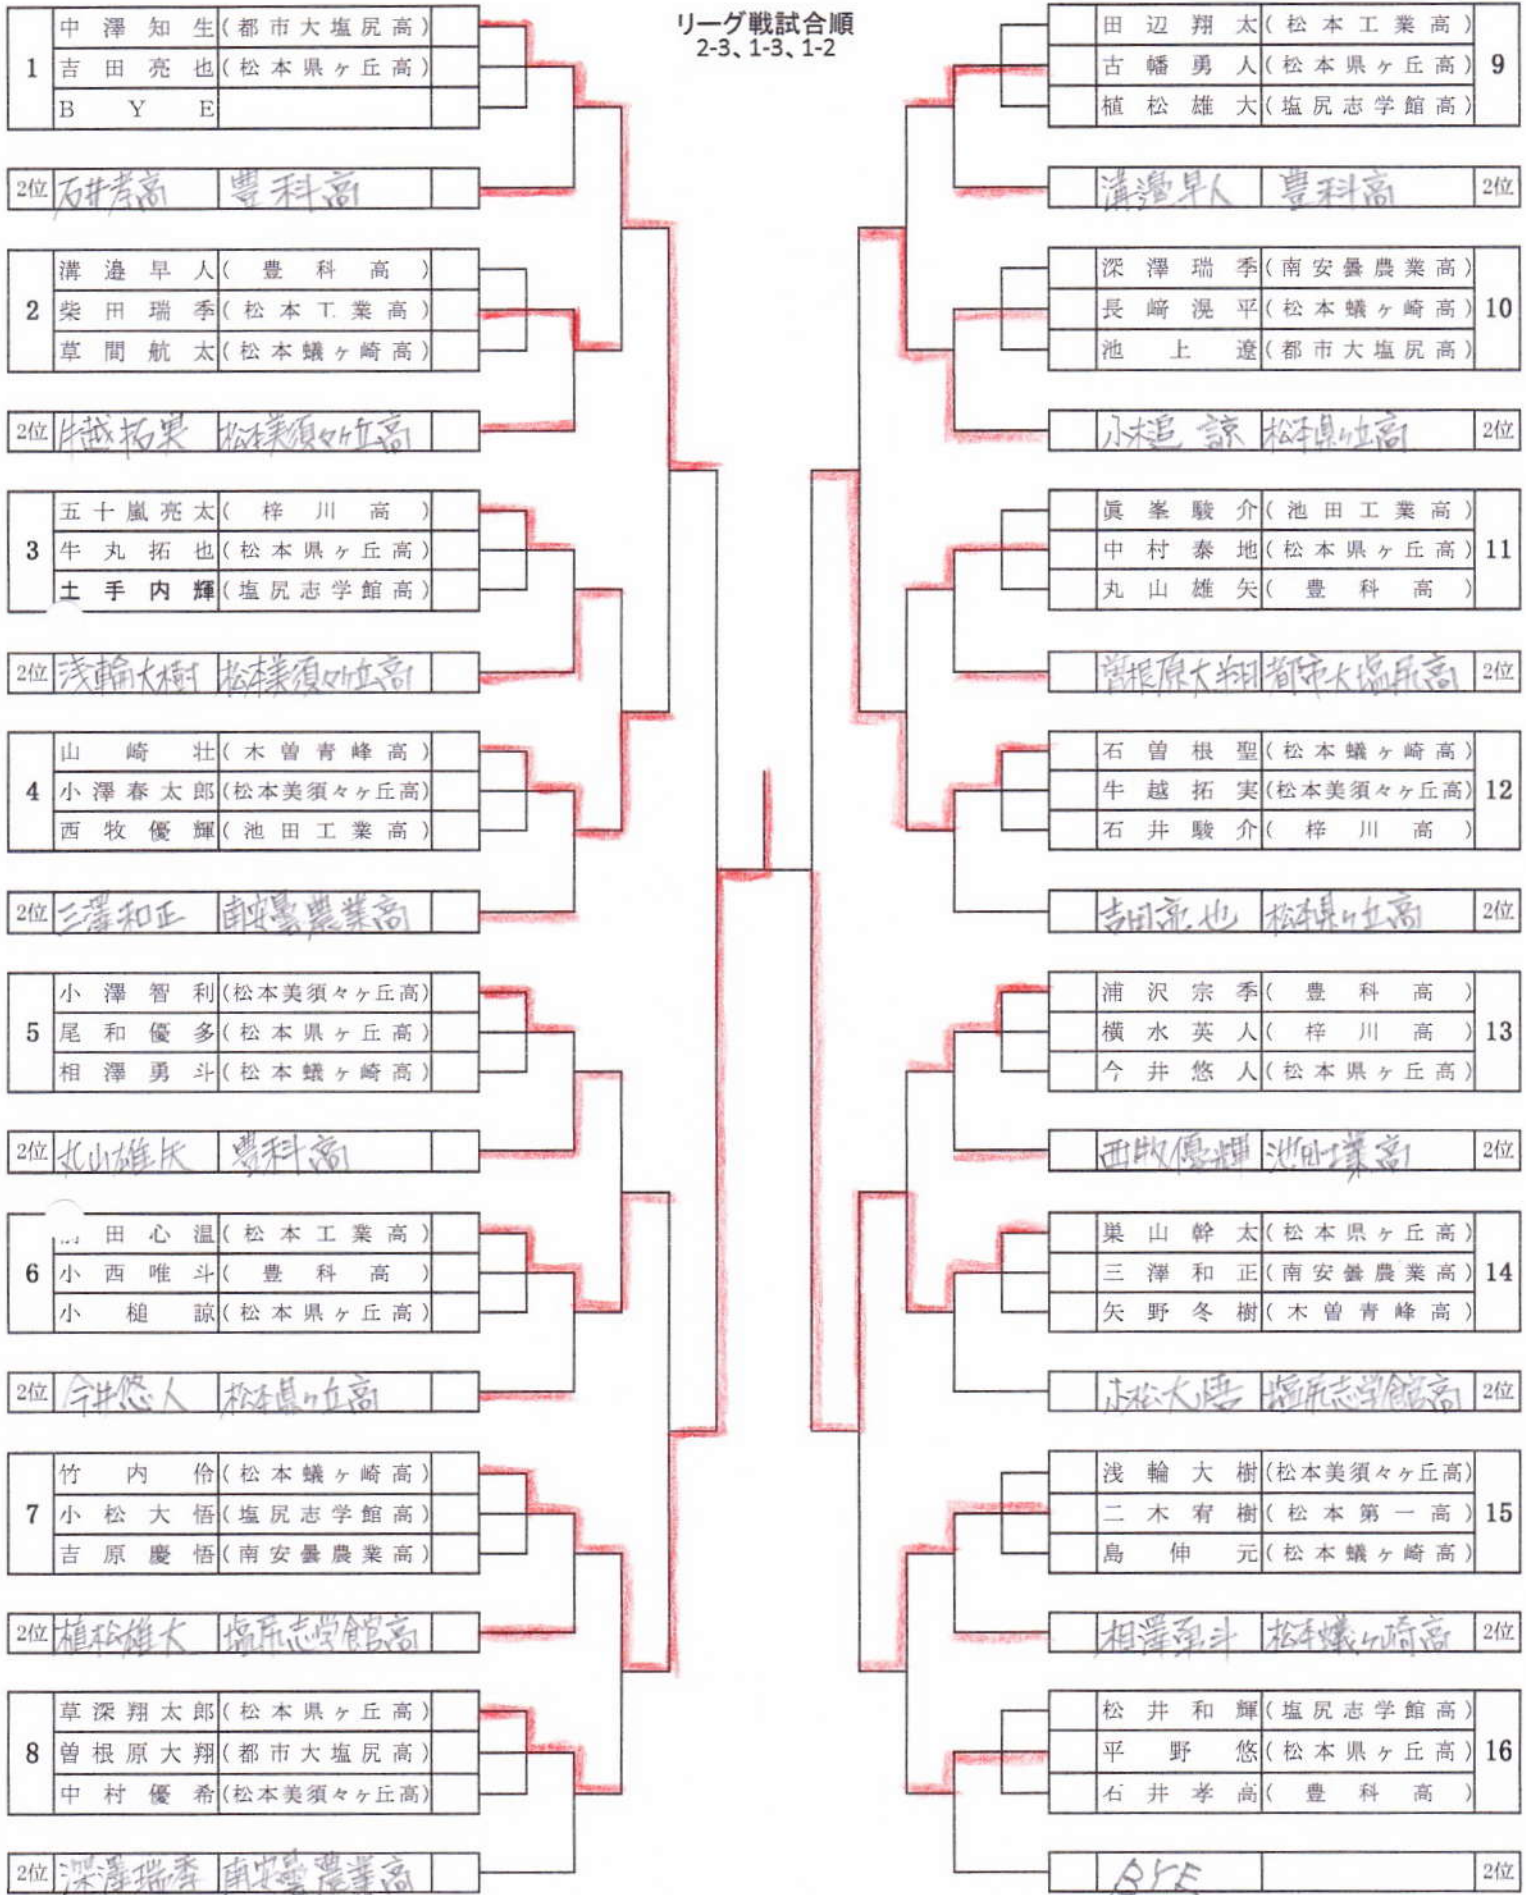 リーグ戦試合順
2-3、1-3、1-2
1
中澤知生(都市大塩尻高)
吉田亮也(松本県ヶ丘高)
BYE
2位 石井孝高 豊科高
2
溝邉早人(豊科高)
柴田瑞季(松本工業高)
草間航太(松本蟻ヶ崎高)
2位 牛越拓実 松本美須々ヶ丘高
3
五十嵐亮太(梓川高)
牛丸拓也(松本県ヶ丘高)
土手内輝(塩尻志学館高)
2位 浅輪大樹 松本美須々ヶ丘高
4
山崎壮(木曽青峰高)
小澤春太郎(松本美須々ヶ丘高)
西牧優輝(池田工業高)
2位 三澤和正 南安曇農業高
5
小澤智利(松本美須々ヶ丘高)
尾和優多(松本県ヶ丘高)
相澤勇斗(松本蟻ヶ崎高)
2位 丸山雄矢 豊科高
6
田心温(松本工業高)
小西唯斗(豊科高)
小槌諒(松本県ヶ丘高)
2位 今井悠人 松本県ヶ丘高
7
竹内伶(松本蟻ヶ崎高)
小松大悟(塩尻志学館高)
吉原慶悟(南安曇農業高)
2位 植松雄大 塩尻志学館高
8
草深翔太郎(松本県ヶ丘高)
曽根原大翔(都市大塩尻高)
中村優希(松本美須々ヶ丘高)
2位 深澤瑞季 南安曇農業高
田辺翔太(松本工業高)
古幡勇人(松本県ヶ丘高)
植松雄大(塩尻志学館高)
9
溝邉早人 豊科高 2位
深澤瑞季(南安曇農業高)
長﨑滉平(松本蟻ヶ崎高)
池上遼(都市大塩尻高)
10
小槌諒 松本県ヶ丘高 2位
眞峯駿介(池田工業高)
中村泰地(松本県ヶ丘高)
丸山雄矢(豊科高)
11
曽根原大翔 都市大塩尻高 2位
石曽根聖(松本蟻ヶ崎高)
牛越拓実(松本美須々ヶ丘高)
石井駿介(梓川高)
12
吉田亮也 松本県ヶ丘高 2位
浦沢宗季(豊科高)
横水英人(梓川高)
今井悠人(松本県ヶ丘高)
13
西牧優輝 池田工業高 2位
巣山幹太(松本県ヶ丘高)
三澤和正(南安曇農業高)
矢野冬樹(木曽青峰高)
14
小松大悟 塩尻志学館高 2位
浅輪大樹(松本美須々ヶ丘高)
二木宥樹(松本第一高)
島伸元(松本蟻ヶ崎高)
15
相澤勇斗 松本蟻ヶ崎高 2位
松井和輝(塩尻志学館高)
平野悠(松本県ヶ丘高)
石井孝高(豊科高)
16
BYE 2位